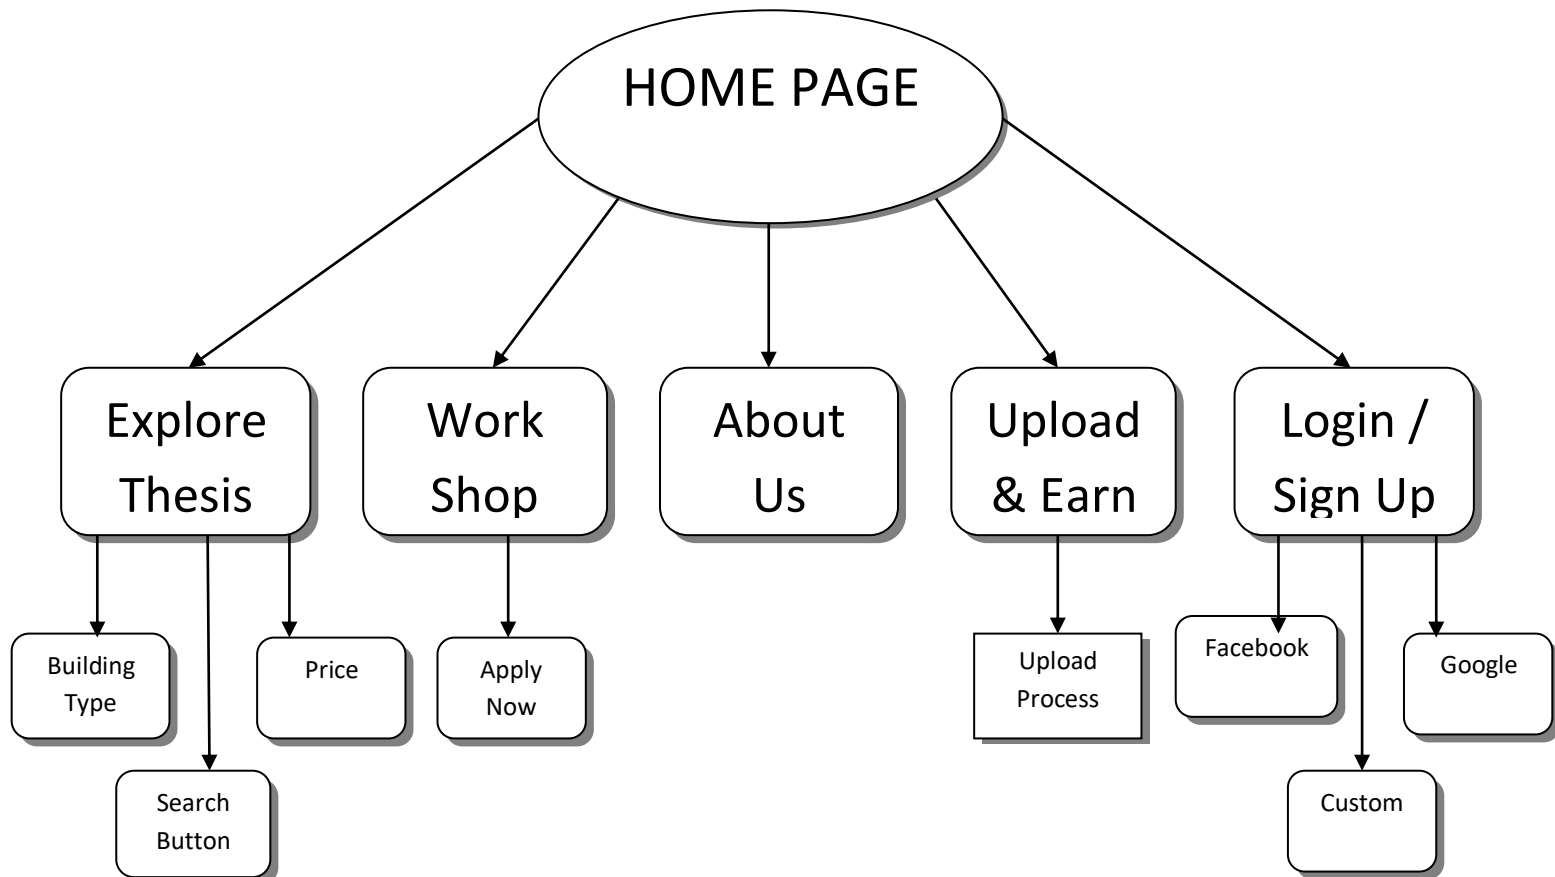 HOME PAGE
Explore
Thesis
Work
Shop
About
Us
Upload
& Earn
Login /
Sign Up
Building
Type
Price
Apply
Now
Upload
Process
Facebook
Google
Search
Button
Custom